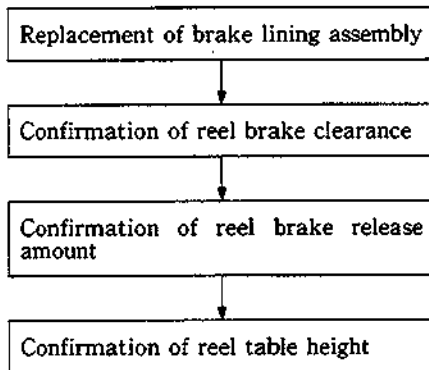 Replacement of brake lining assembly
Confirmation of reel brake clearance
Confirmation of reel brake release
amount
Confirmation of reel table height